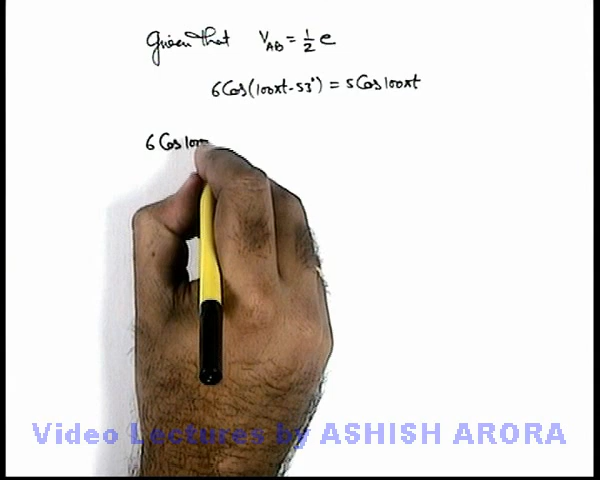 Given that V_AB = 1/2 e
6 Cos(100πt - 53°) = 5 Cos 100πt
6 Cos 100π
Video Lectures by ASHISH ARORA